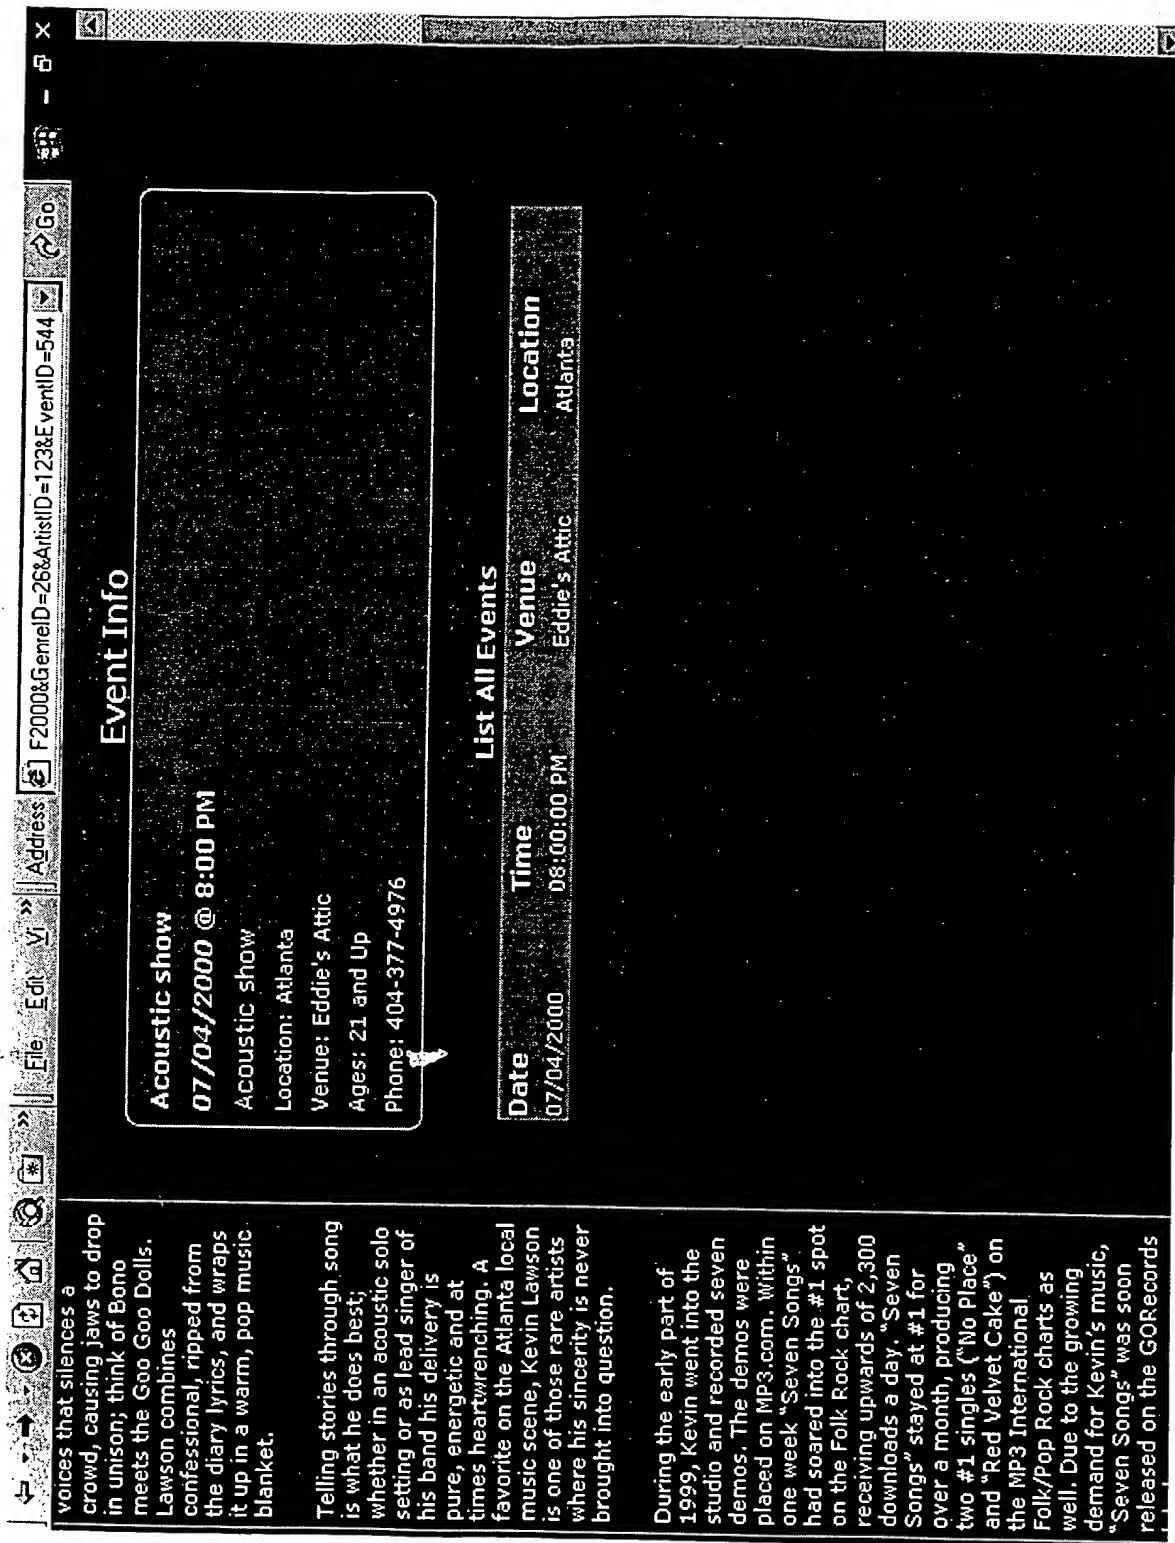 File Edit Vi » Address F2000&GenreID=26&ArtistID=123&EventID=544 Go
voices that silences a
crowd, causing jaws to drop
in unison; think of Bono
meets the Goo Goo Dolls.
Lawson combines
confessional, ripped from
the diary lyrics, and wraps
it up in a warm, pop music
blanket.
Telling stories through song
is what he does best;
whether in an acoustic solo
setting or as lead singer of
his band his delivery is
pure, energetic and at
times heartwrenching. A
favorite on the Atlanta local
music scene, Kevin Lawson
is one of those rare artists
where his sincerity is never
brought into question.
During the early part of
1999, Kevin went into the
studio and recorded seven
demos. The demos were
placed on MP3.com. Within
one week "Seven Songs"
had soared into the #1 spot
on the Folk Rock chart,
receiving upwards of 2,300
downloads a day. "Seven
Songs" stayed at #1 for
over a month, producing
two #1 singles ("No Place"
and "Red Velvet Cake") on
the MP3 International
Folk/Pop Rock charts as
well. Due to the growing
demand for Kevin's music,
"Seven Songs" was soon
released on the GORecords
Event Info
Acoustic show
07/04/2000 @ 8:00 PM
Acoustic show
Location: Atlanta
Venue: Eddie's Attic
Ages: 21 and Up
Phone: 404-377-4976
List All Events
Date Time Venue Location
07/04/2000 08:00:00 PM Eddie's Attic Atlanta